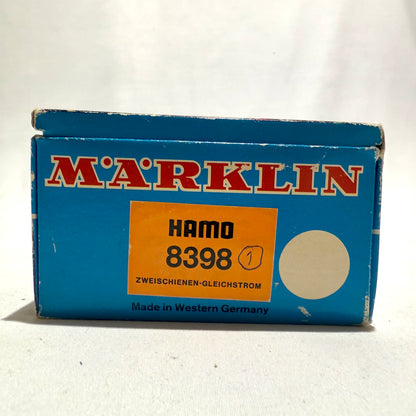 MÄRKLIN
HAMO
8398 1
ZWEISCHIENEN-GLEICHSTROM
Made in Western Germany